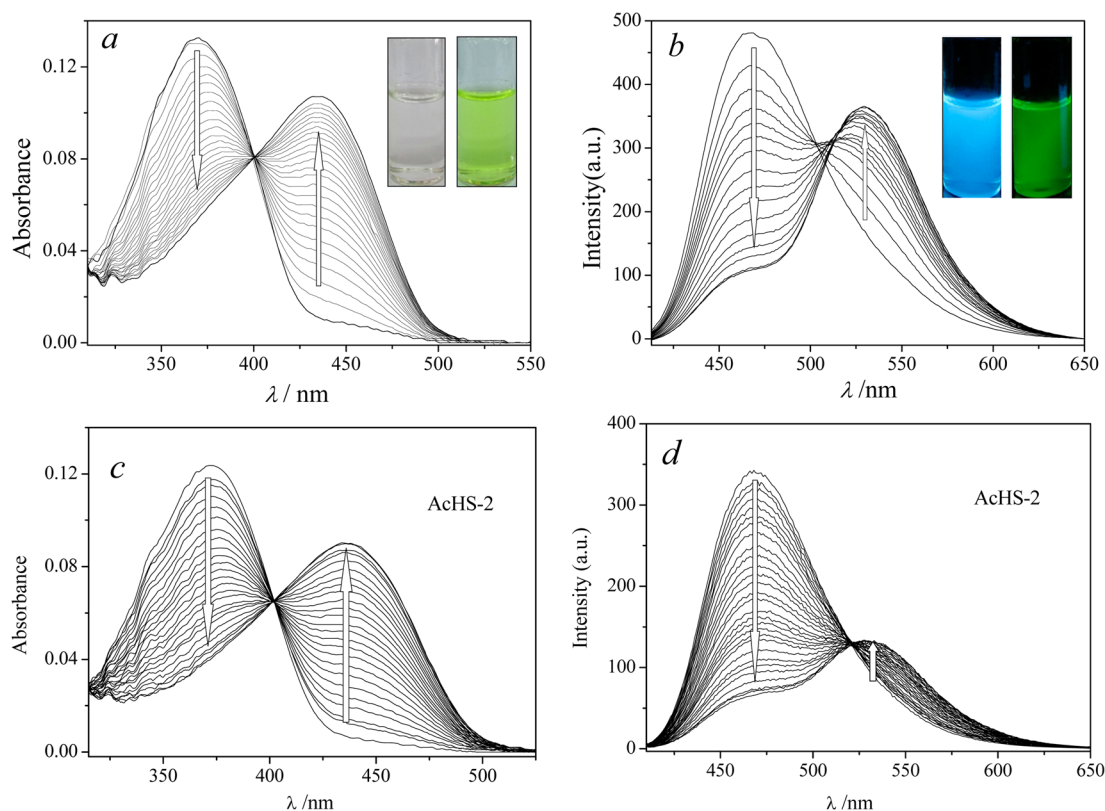 a
0.12
0.08
0.04
0.00
Absorbance
350 400 450 500 550
λ / nm
b
500
400
300
200
100
0
Intensity(a.u.)
450 500 550 600 650
λ /nm
c
AcHS-2
0.12
0.08
0.04
0.00
Absorbance
350 400 450 500
λ /nm
d
AcHS-2
400
300
200
100
0
Intensity (a.u.)
450 500 550 600 650
λ /nm